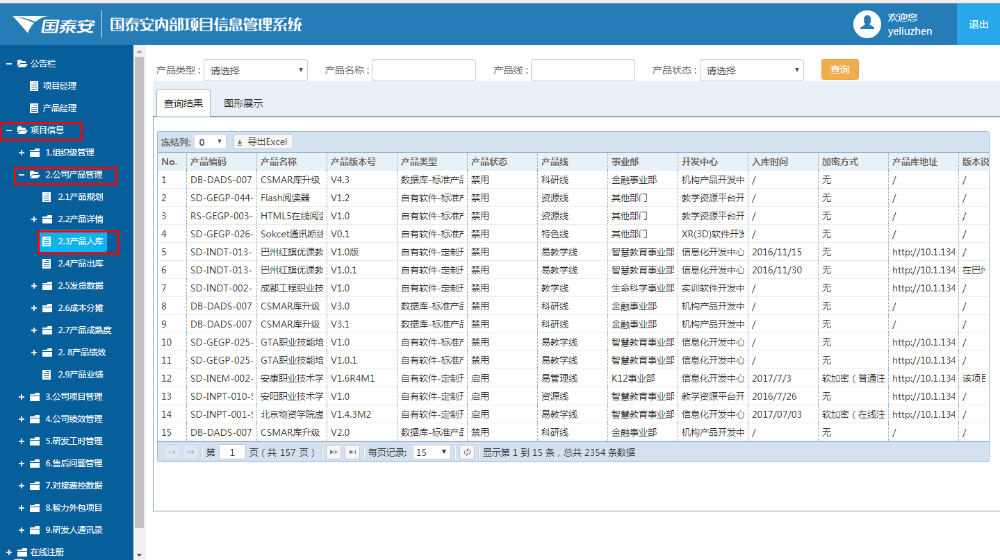 国泰安 国泰安内部项目信息管理系统
欢迎您
yeliuzhen
退出
公告栏
项目经理
产品经理
项目信息
1.组织级管理
2.公司产品管理
2.1产品规划
2.2产品详情
2.3产品入库
2.4产品出库
2.5发货数据
2.6成本分摊
2.7产品成熟度
2. 8产品绩效
2.9产品业绩
3.公司项目管理
4.公司绩效管理
5.研发工时管理
6.售后问题管理
7.对接费控数据
8.智力外包项目
9.研发人通讯录
在线注册
产品类型 : 请选择 产品名称 : 产品线 : 产品状态 : 请选择 查询
查询结果 图形展示
冻结列: 0 导出Excel
No. 产品编码 产品名称 产品版本号 产品类型 产品状态 产品线 事业部 开发中心 入库时间 加密方式 产品库地址 版本说
1 DB-DADS-007 CSMAR库升级 V4.3 数据库-标准产品 禁用 科研线 金融事业部 机构产品开发中 / 无 / /
2 SD-GEGP-044- Flash阅读器 V1.2 自有软件-标准产 禁用 资源线 其他部门 教学资源平台开 / 无 / /
3 RS-GEGP-003- HTML5在线阅读 V1.0 自有软件-标准产 禁用 资源线 其他部门 教学资源平台开 / 无 / /
4 SD-GEGP-026- Sokcet通讯断线 V0.1 自有软件-标准产 禁用 特色线 其他部门 XR(3D)软件开发 / 无 / /
5 SD-INDT-013- 巴州红旗优课教 V1.0版 自有软件-定制开 禁用 易教学线 智慧教育事业部 信息化开发中心 2016/11/15 无 http://10.1.134 /
6 SD-INDT-013- 巴州红旗优课教 V1.0.1 自有软件-定制开 禁用 易教学线 智慧教育事业部 信息化开发中心 2016/11/30 无 http://10.1.134 在巴州
7 SD-INDT-002- 成都工程职业技 V1.0 自有软件-定制开 禁用 教学线 生命科学事业部 实训软件开发中 / 无 http://10.1.134 /
8 DB-DADS-007 CSMAR库升级 V3.0 数据库-标准产品 禁用 科研线 金融事业部 机构产品开发中 / 无 / /
9 DB-DADS-007 CSMAR库升级 V3.1 数据库-标准产品 禁用 科研线 金融事业部 机构产品开发中 / 无 / /
10 SD-GEGP-025- GTA职业技能培 V1.0 自有软件-标准产 禁用 易教学线 智慧教育事业部 信息化开发中心 / 无 http://10.1.134 /
11 SD-GEGP-025- GTA职业技能培 V1.0.1 自有软件-标准产 禁用 易教学线 智慧教育事业部 信息化开发中心 / 无 http://10.1.134 /
12 SD-INEM-002- 安康职业技术学 V1.6R4M1 自有软件-定制开 启用 易管理线 K12事业部 信息化开发中心 2017/7/3 软加密（普通注 http://10.1.134 该项目
13 SD-INPT-010-S 安阳职业技术学 V1.0 自有软件-定制开 启用 资源线 智慧教育事业部 教学资源平台开 2016/7/26 无 http://10.1.134 /
14 SD-INPT-001-S 北京物资学院虚 V1.4.3M2 自有软件-定制开 启用 易教学线 智慧教育事业部 信息化开发中心 2017/07/03 软加密（在线注 http://10.1.134 /
15 DB-DADS-007 CSMAR库升级 V2.0 数据库-标准产品 禁用 科研线 金融事业部 机构产品开发中 / 无 / /
第 1 页 ( 共 157 页 ) 每页记录: 15 显示第 1 到 15 条，总共 2354 条数据